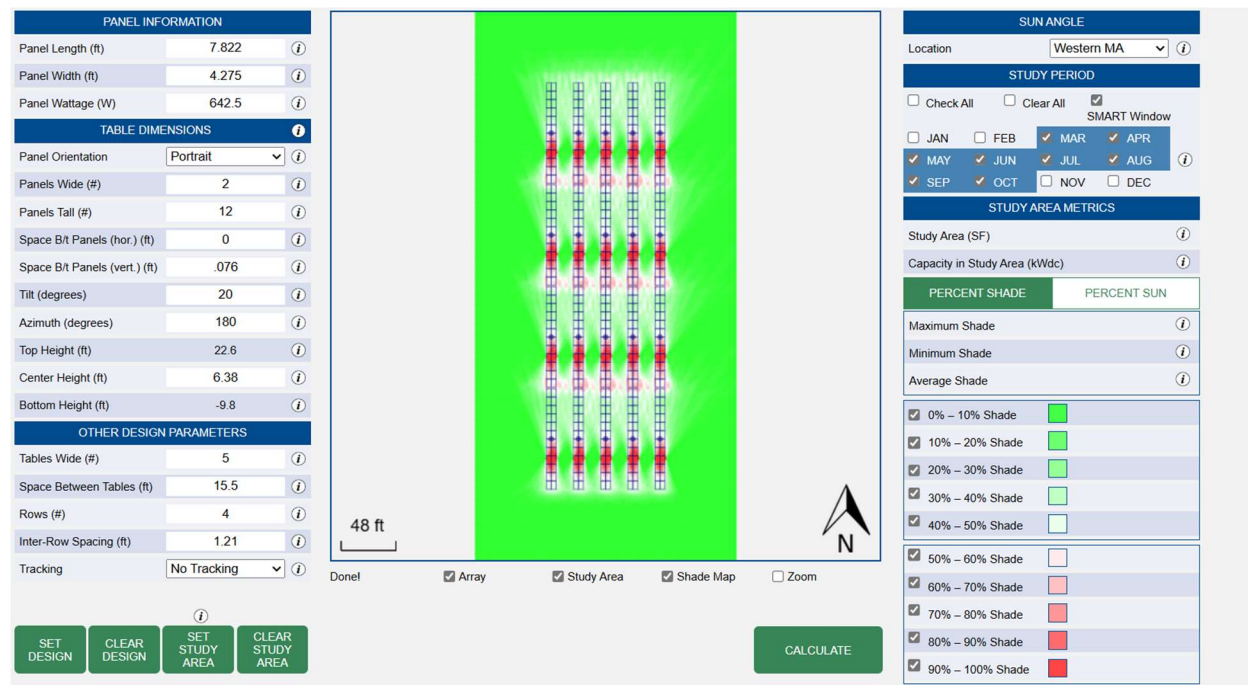 PANEL INFORMATION
Panel Length (ft) 7.822 i
Panel Width (ft) 4.275 i
Panel Wattage (W) 642.5 i
TABLE DIMENSIONS i
Panel Orientation Portrait i
Panels Wide (#) 2 i
Panels Tall (#) 12 i
Space B/t Panels (hor.) (ft) 0 i
Space B/t Panels (vert.) (ft) .076 i
Tilt (degrees) 20 i
Azimuth (degrees) 180 i
Top Height (ft) 22.6 i
Center Height (ft) 6.38 i
Bottom Height (ft) -9.8 i
OTHER DESIGN PARAMETERS
Tables Wide (#) 5 i
Space Between Tables (ft) 15.5 i
Rows (#) 4 i
Inter-Row Spacing (ft) 1.21 i
Tracking No Tracking i
i
SET DESIGN
CLEAR DESIGN
SET STUDY AREA
CLEAR STUDY AREA
48 ft
N
Done!
Array
Study Area
Shade Map
Zoom
CALCULATE
SUN ANGLE
Location Western MA i
STUDY PERIOD
Check All Clear All SMART Window
JAN FEB MAR APR
MAY JUN JUL AUG i
SEP OCT NOV DEC
STUDY AREA METRICS
Study Area (SF) i
Capacity in Study Area (kWdc) i
PERCENT SHADE PERCENT SUN
Maximum Shade i
Minimum Shade i
Average Shade i
0% – 10% Shade
10% – 20% Shade
20% – 30% Shade
30% – 40% Shade
40% – 50% Shade
50% – 60% Shade
60% – 70% Shade
70% – 80% Shade
80% – 90% Shade
90% – 100% Shade